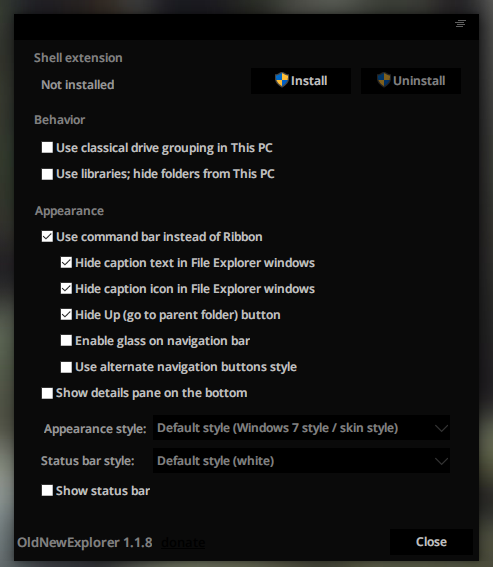 Shell extension
Not installed
Install
Uninstall
Behavior
Use classical drive grouping in This PC
Use libraries; hide folders from This PC
Appearance
Use command bar instead of Ribbon
Hide caption text in File Explorer windows
Hide caption icon in File Explorer windows
Hide Up (go to parent folder) button
Enable glass on navigation bar
Use alternate navigation buttons style
Show details pane on the bottom
Appearance style: Default style (Windows 7 style / skin style)
Status bar style: Default style (white)
Show status bar
OldNewExplorer 1.1.8 donate
Close